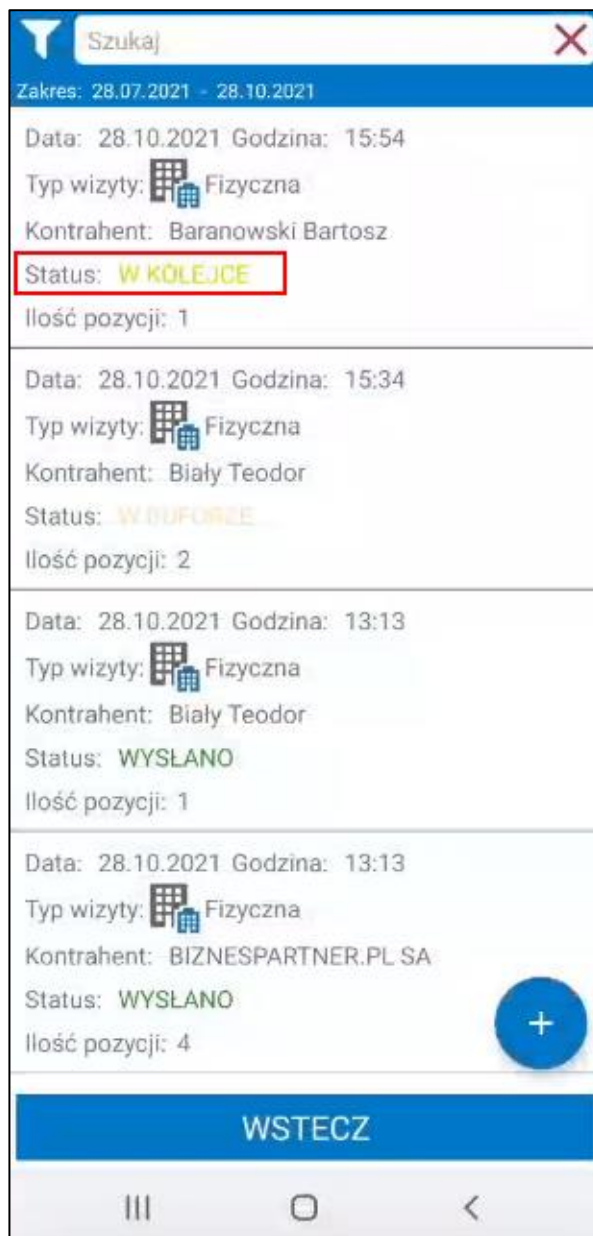 Szukaj
Zakres: 28.07.2021 - 28.10.2021
Data: 28.10.2021 Godzina: 15:54
Typ wizyty: Fizyczna
Kontrahent: Baranowski Bartosz
Status: W KOLEJCE
Ilość pozycji: 1
Data: 28.10.2021 Godzina: 15:34
Typ wizyty: Fizyczna
Kontrahent: Biały Teodor
Status: W BUFORZE
Ilość pozycji: 2
Data: 28.10.2021 Godzina: 13:13
Typ wizyty: Fizyczna
Kontrahent: Biały Teodor
Status: WYSŁANO
Ilość pozycji: 1
Data: 28.10.2021 Godzina: 13:13
Typ wizyty: Fizyczna
Kontrahent: BIZNESPARTNER.PL SA
Status: WYSŁANO
Ilość pozycji: 4
WSTECZ